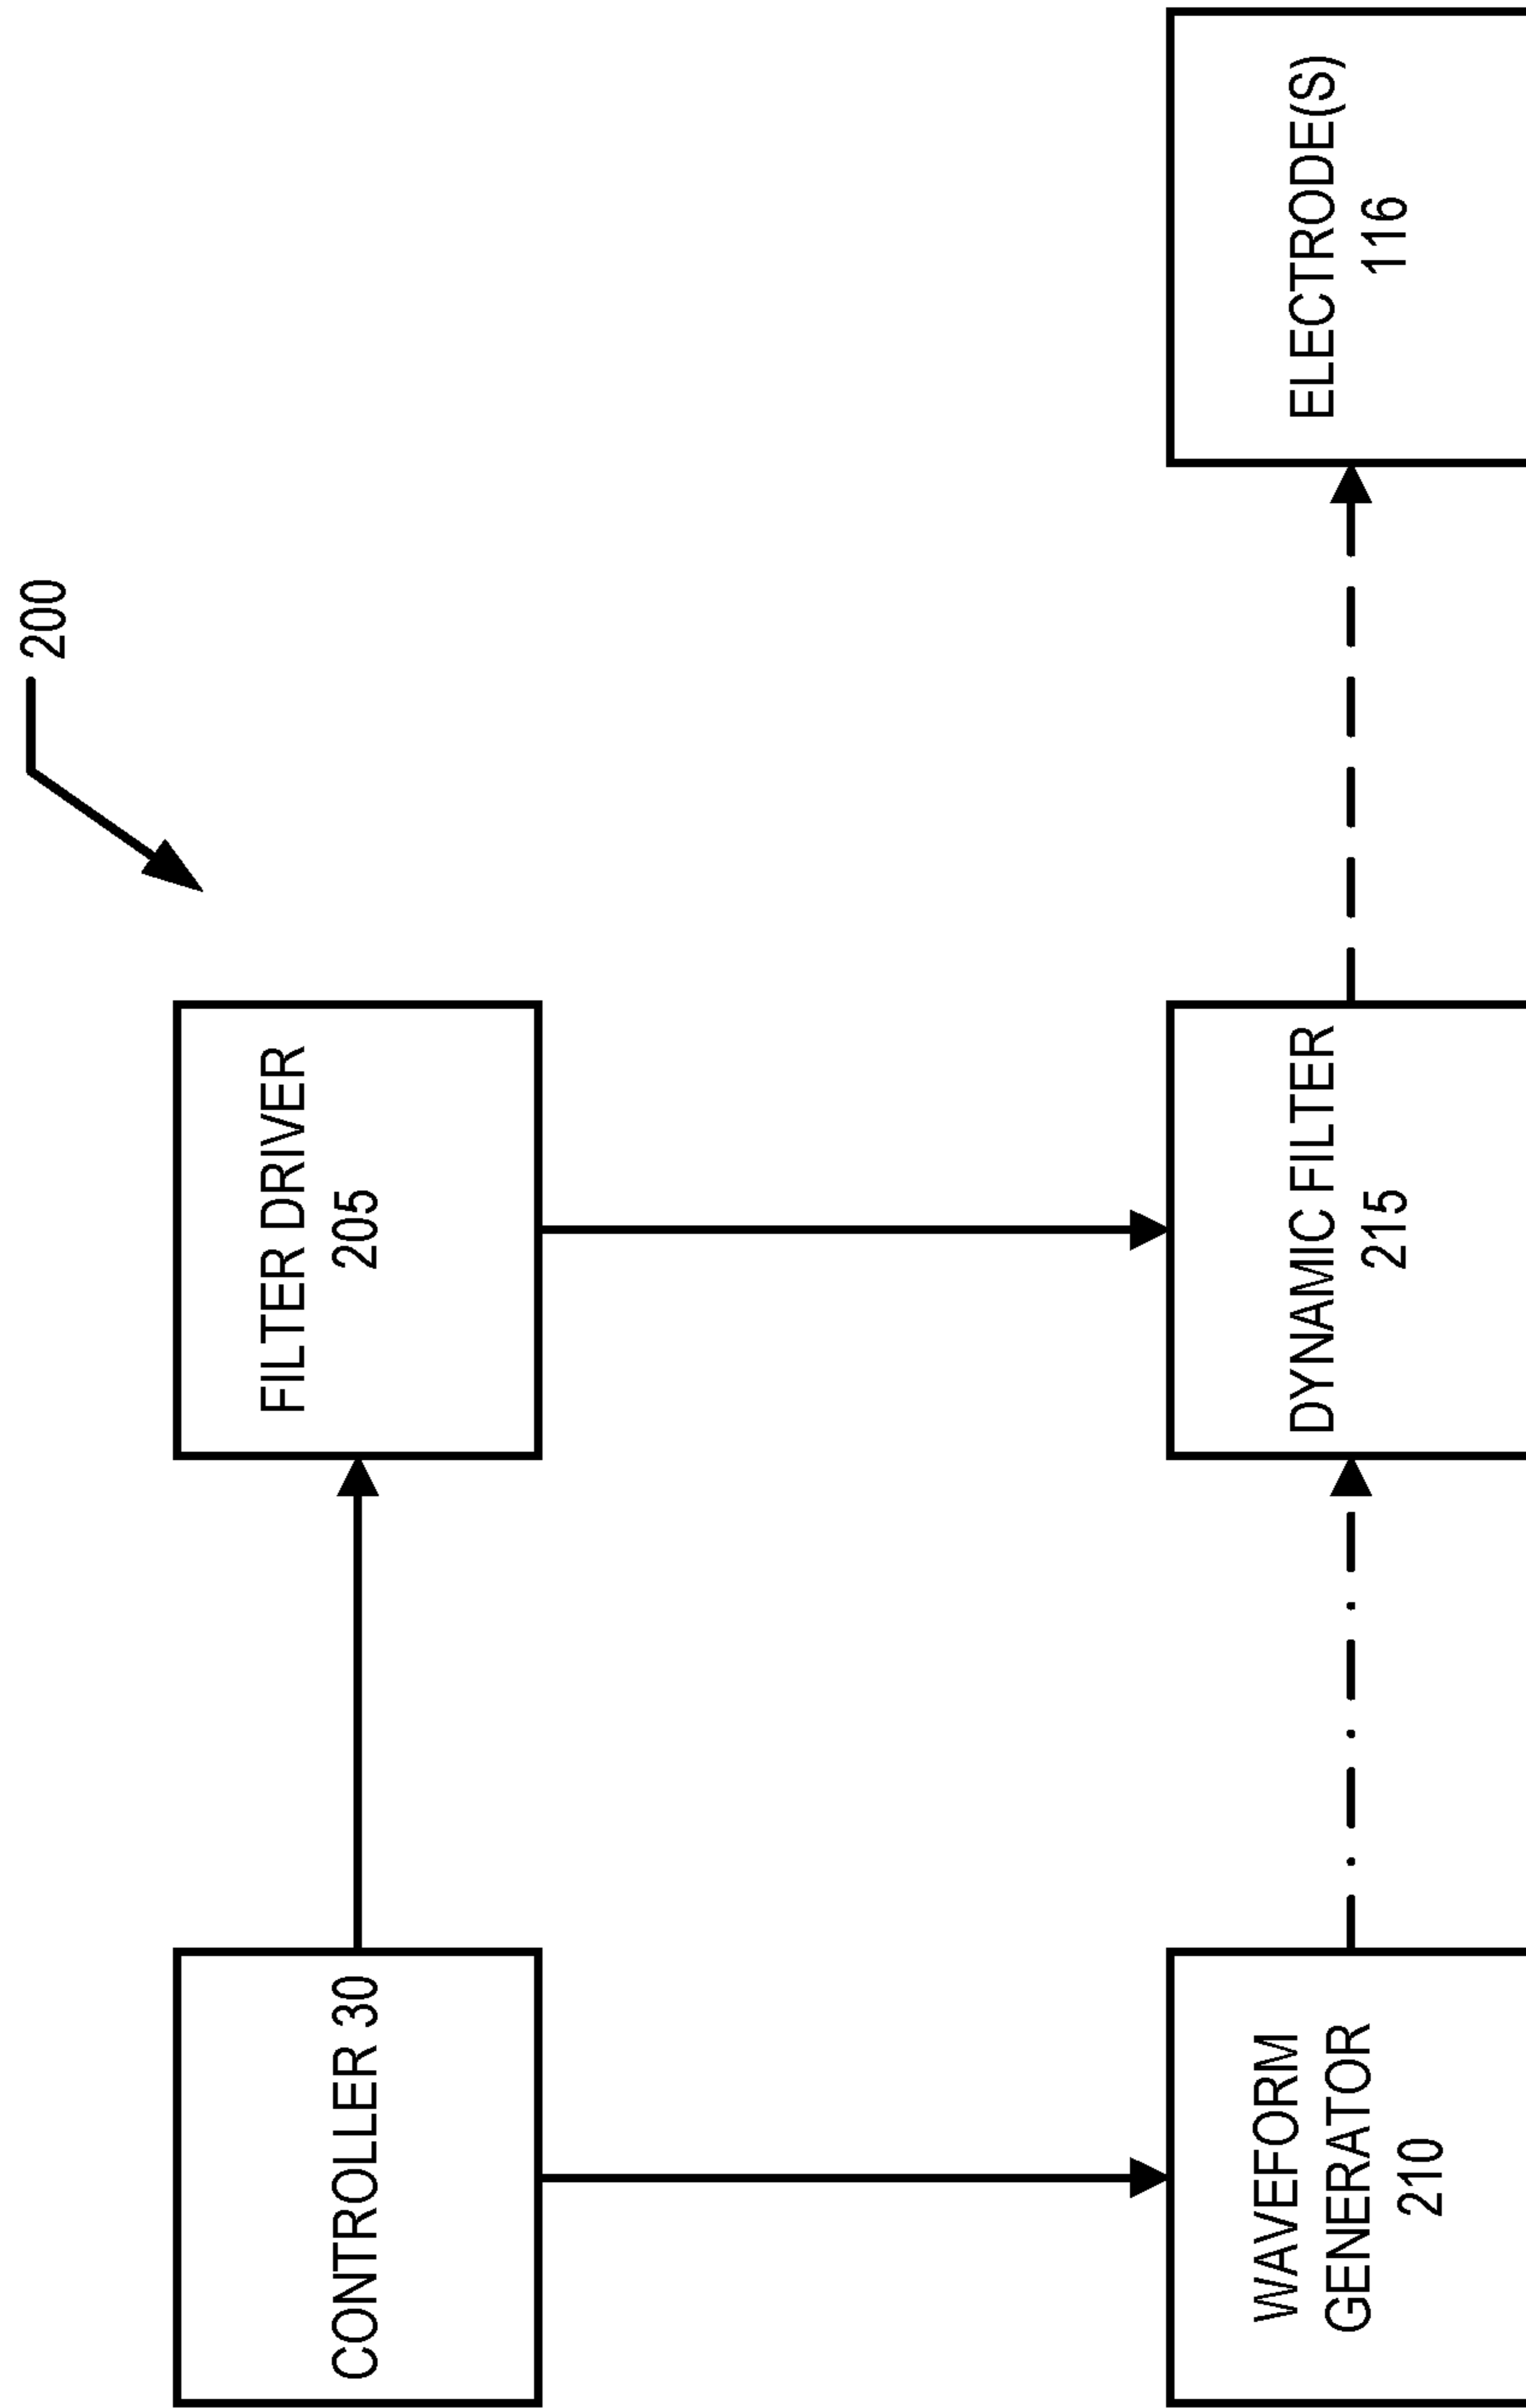 200
CONTROLLER 30
FILTER DRIVER
205
WAVEFORM
GENERATOR
210
DYNAMIC FILTER
215
ELECTRODE(S)
116